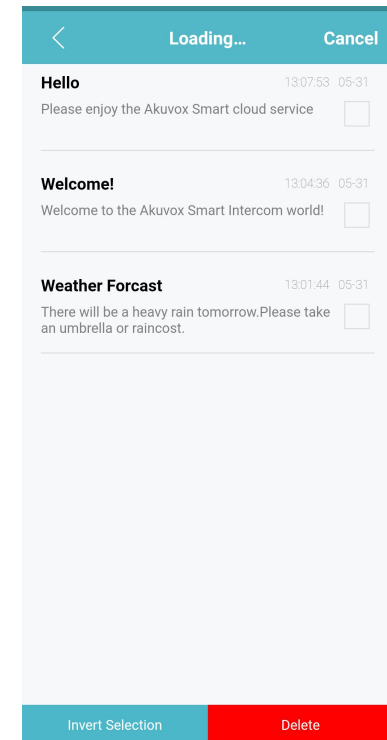 Loading... Cancel
Hello 13:07:53 05-31
Please enjoy the Akuvox Smart cloud service
Welcome! 13:04:36 05-31
Welcome to the Akuvox Smart Intercom world!
Weather Forcast 13:01:44 05-31
There will be a heavy rain tomorrow.Please take
an umbrella or raincost.
Invert Selection Delete